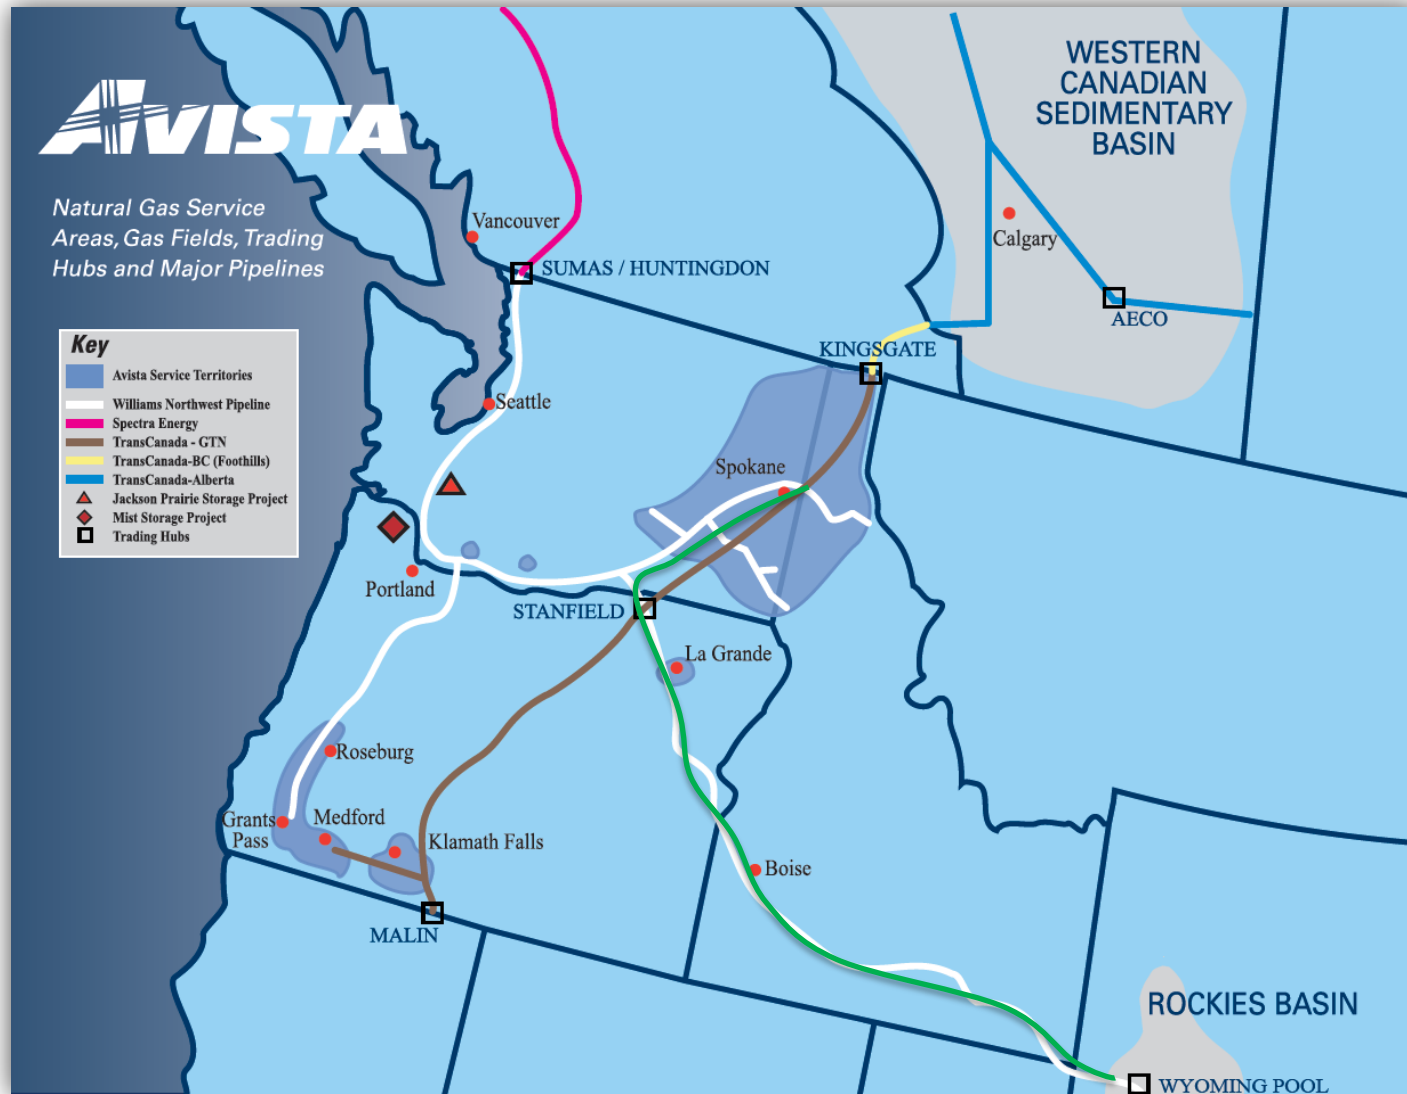 AVISTA
Natural Gas Service
Areas, Gas Fields, Trading
Hubs and Major Pipelines
Key
Avista Service Territories
Williams Northwest Pipeline
Spectra Energy
TransCanada - GTN
TransCanada-BC (Foothills)
TransCanada-Alberta
Jackson Prairie Storage Project
Mist Storage Project
Trading Hubs
WESTERN
CANADIAN
SEDIMENTARY
BASIN
Vancouver
SUMAS / HUNTINGDON
Calgary
AECO
KINGSGATE
Seattle
Spokane
Portland
STANFIELD
La Grande
Roseburg
Grants
Pass
Medford
Klamath Falls
Boise
MALIN
ROCKIES BASIN
WYOMING POOL